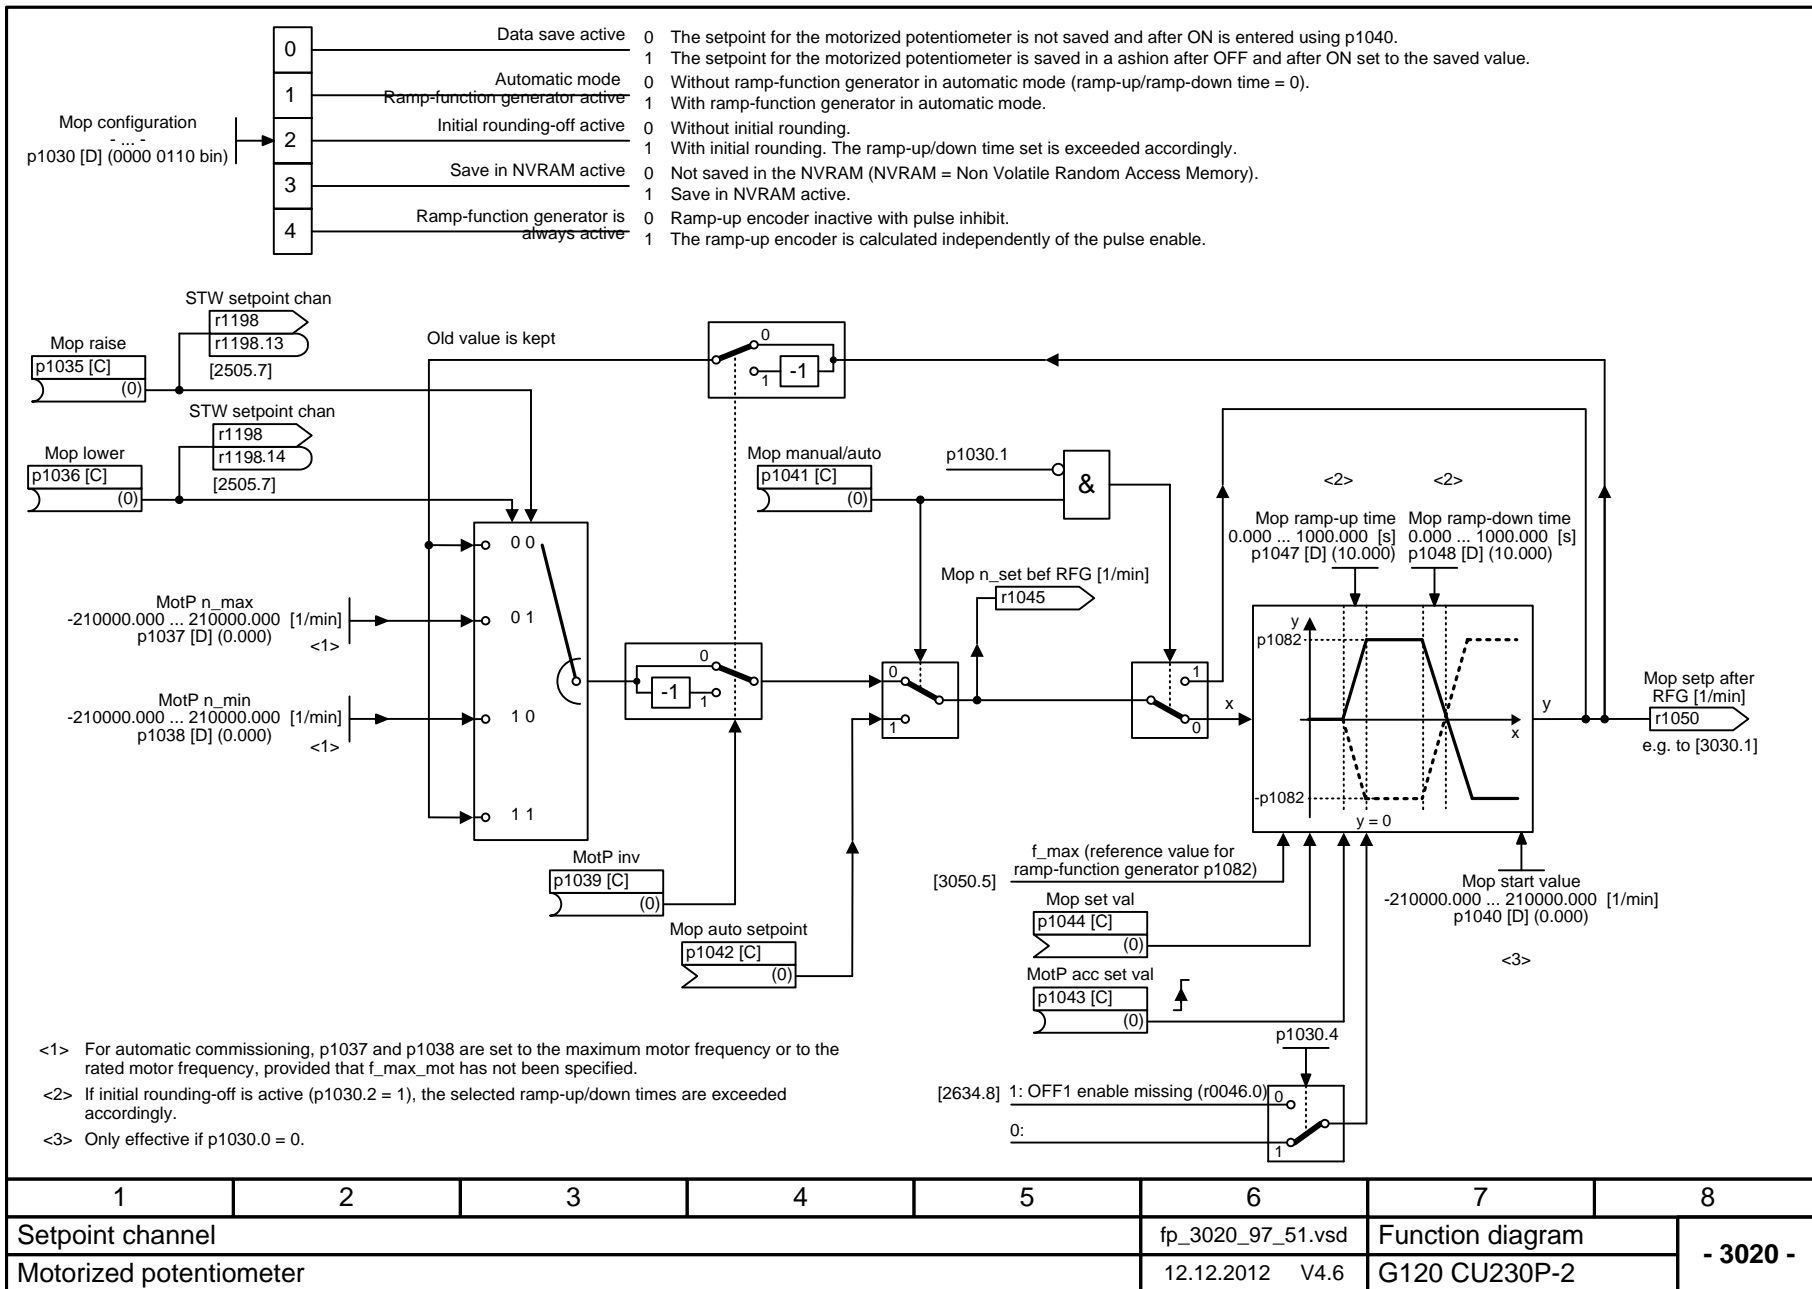 0
Data save active
0 The setpoint for the motorized potentiometer is not saved and after ON is entered using p1040.
1 The setpoint for the motorized potentiometer is saved in a ashion after OFF and after ON set to the saved value.
1
Automatic mode
Ramp-function generator active
0 Without ramp-function generator in automatic mode (ramp-up/ramp-down time = 0).
1 With ramp-function generator in automatic mode.
Mop configuration
- ... -
p1030 [D] (0000 0110 bin)
2
Initial rounding-off active
0 Without initial rounding.
1 With initial rounding. The ramp-up/down time set is exceeded accordingly.
3
Save in NVRAM active
0 Not saved in the NVRAM (NVRAM = Non Volatile Random Access Memory).
1 Save in NVRAM active.
4
Ramp-function generator is
always active
0 Ramp-up encoder inactive with pulse inhibit.
1 The ramp-up encoder is calculated independently of the pulse enable.
STW setpoint chan
r1198
r1198.13
[2505.7]
Mop raise
p1035 [C]
(0)
Old value is kept
0
1
-1
STW setpoint chan
r1198
r1198.14
[2505.7]
Mop lower
p1036 [C]
(0)
Mop manual/auto
p1041 [C]
(0)
p1030.1
&
<2>
<2>
Mop ramp-up time
0.000 ... 1000.000 [s]
p1047 [D] (10.000)
Mop ramp-down time
0.000 ... 1000.000 [s]
p1048 [D] (10.000)
0 0
0 1
1 0
1 1
MotP n_max
-210000.000 ... 210000.000 [1/min]
p1037 [D] (0.000)
<1>
MotP n_min
-210000.000 ... 210000.000 [1/min]
p1038 [D] (0.000)
<1>
0
-1
1
Mop n_set bef RFG [1/min]
r1045
0
1
1
0
x
y
p1082
x
-p1082
y = 0
y
Mop setp after
RFG [1/min]
r1050
e.g. to [3030.1]
MotP inv
p1039 [C]
(0)
Mop auto setpoint
p1042 [C]
(0)
[3050.5]
f_max (reference value for
ramp-function generator p1082)
Mop set val
p1044 [C]
(0)
MotP acc set val
p1043 [C]
(0)
Mop start value
-210000.000 ... 210000.000 [1/min]
p1040 [D] (0.000)
<3>
p1030.4
[2634.8] 1: OFF1 enable missing (r0046.0)
0
0:
1
<1> For automatic commissioning, p1037 and p1038 are set to the maximum motor frequency or to the
rated motor frequency, provided that f_max_mot has not been specified.
<2> If initial rounding-off is active (p1030.2 = 1), the selected ramp-up/down times are exceeded
accordingly.
<3> Only effective if p1030.0 = 0.
1 2 3 4 5 6 7 8
Setpoint channel
fp_3020_97_51.vsd
Function diagram
- 3020 -
Motorized potentiometer
12.12.2012 V4.6
G120 CU230P-2